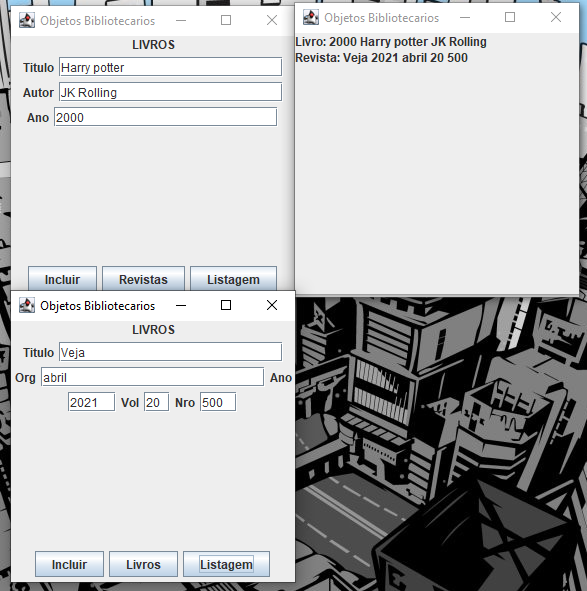 Objetos Bibliotecarios
LIVROS
Titulo Harry potter
Autor JK Rolling
Ano 2000
Incluir Revistas Listagem
Objetos Bibliotecarios
Livro: 2000 Harry potter JK Rolling
Revista: Veja 2021 abril 20 500
Objetos Bibliotecarios
LIVROS
Titulo Veja
Org abril Ano
2021 Vol 20 Nro 500
Incluir Livros Listagem